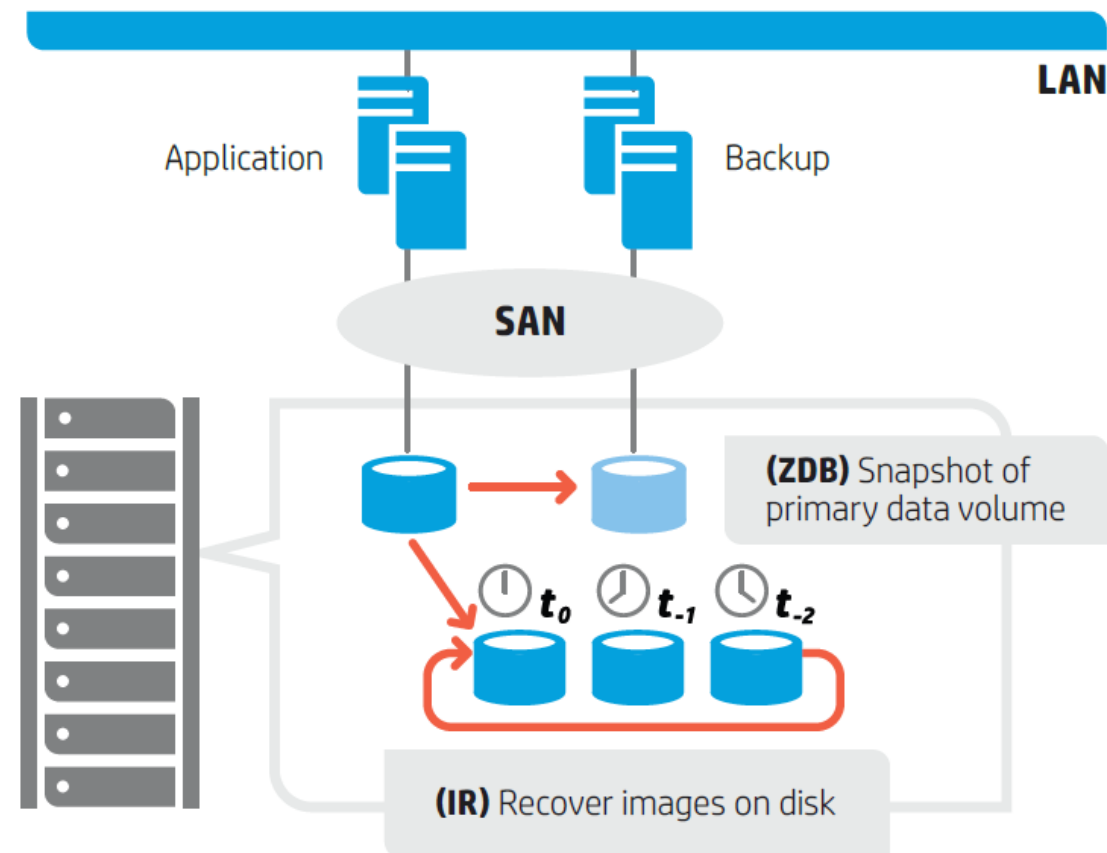 LAN
Application
Backup
SAN
(ZDB) Snapshot of
primary data volume
t₀
t₋₁
t₋₂
(IR) Recover images on disk